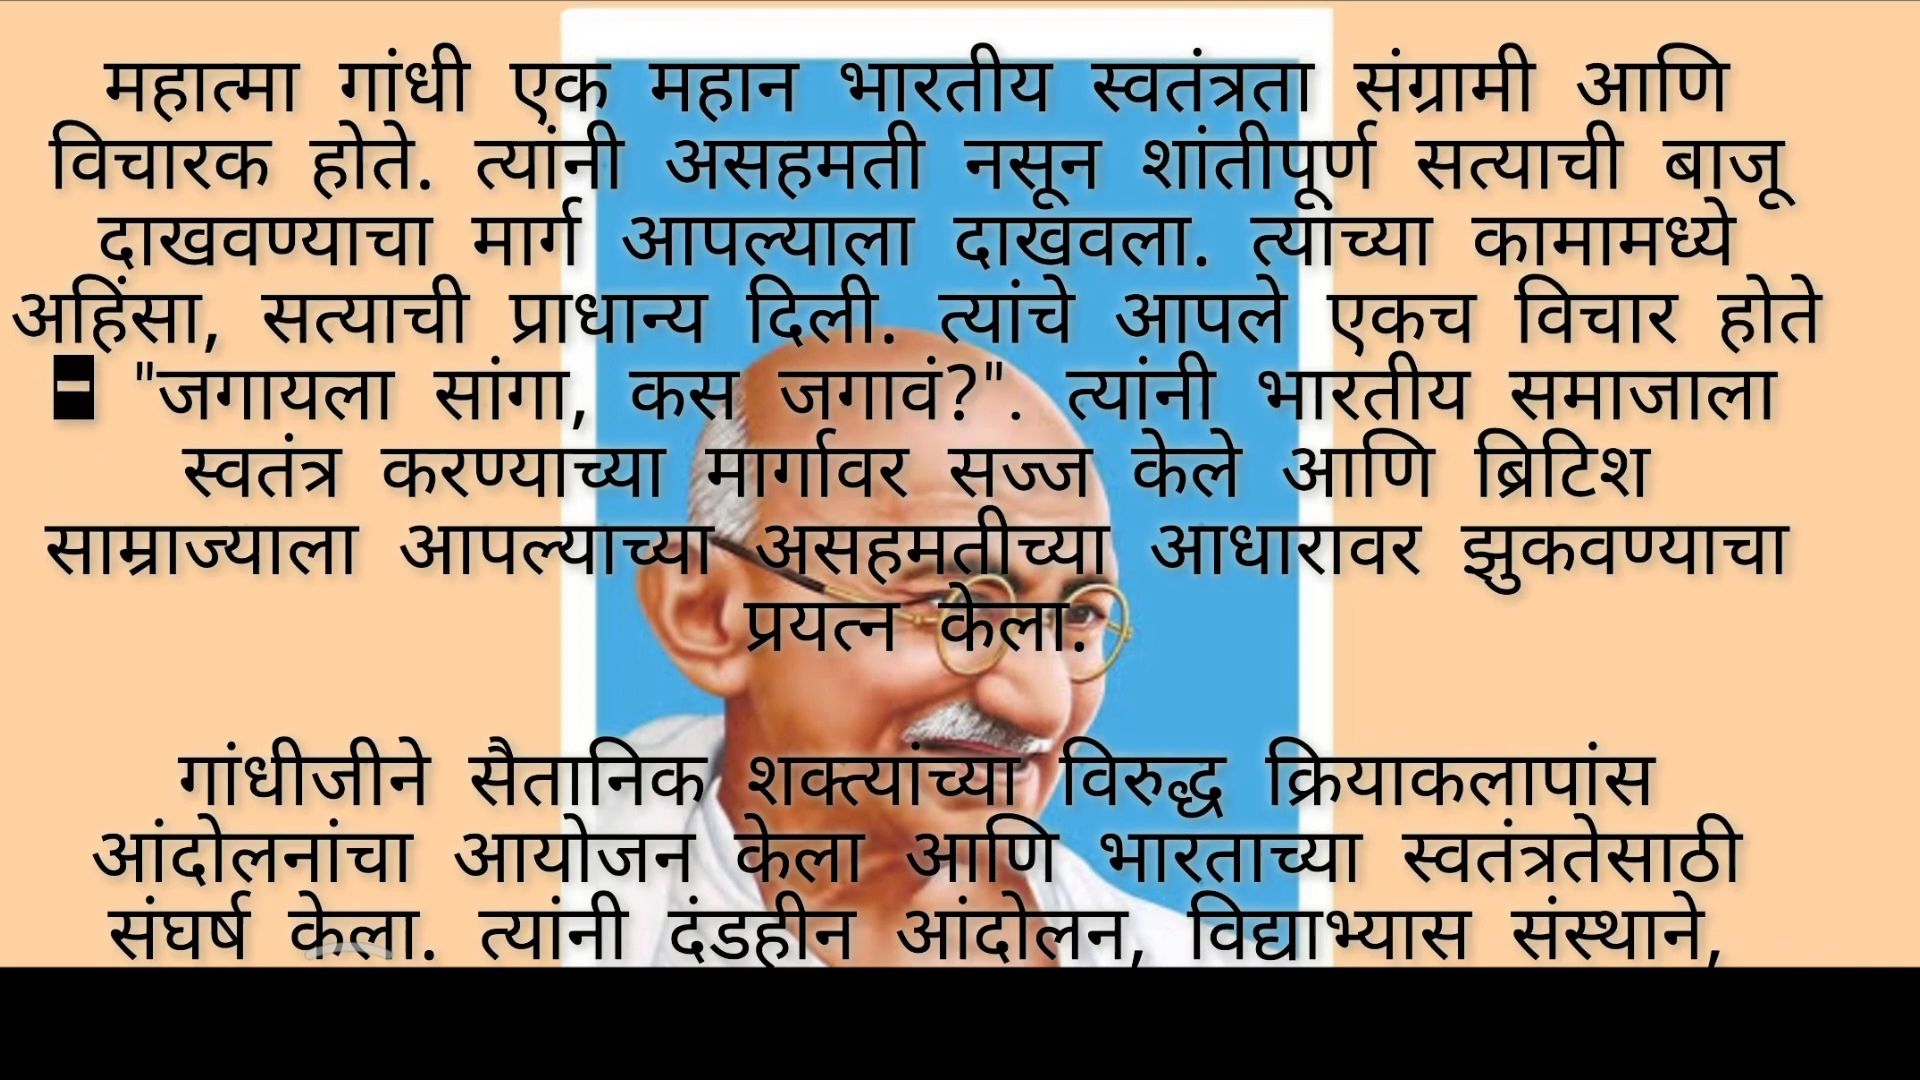 महात्मा गांधी एक महान भारतीय स्वतंत्रता संग्रामी आणि
विचारक होते. त्यांनी असहमती नसून शांतीपूर्ण सत्याची बाजू
दाखवण्याचा मार्ग आपल्याला दाखवला. त्यांच्या कामामध्ये
अहिंसा, सत्याची प्राधान्य दिली. त्यांचे आपले एकच विचार होते
- "जगायला सांगा, कस जगावं?". त्यांनी भारतीय समाजाला
स्वतंत्र करण्याच्या मार्गावर सज्ज केले आणि ब्रिटिश
साम्राज्याला आपल्याच्या असहमतीच्या आधारावर झुकवण्याचा
प्रयत्न केला.
गांधीजीने सैतानिक शक्त्यांच्या विरुद्ध क्रियाकलापांस
आंदोलनांचा आयोजन केला आणि भारताच्या स्वतंत्रतेसाठी
संघर्ष केला. त्यांनी दंडहीन आंदोलन, विद्याभ्यास संस्थाने,